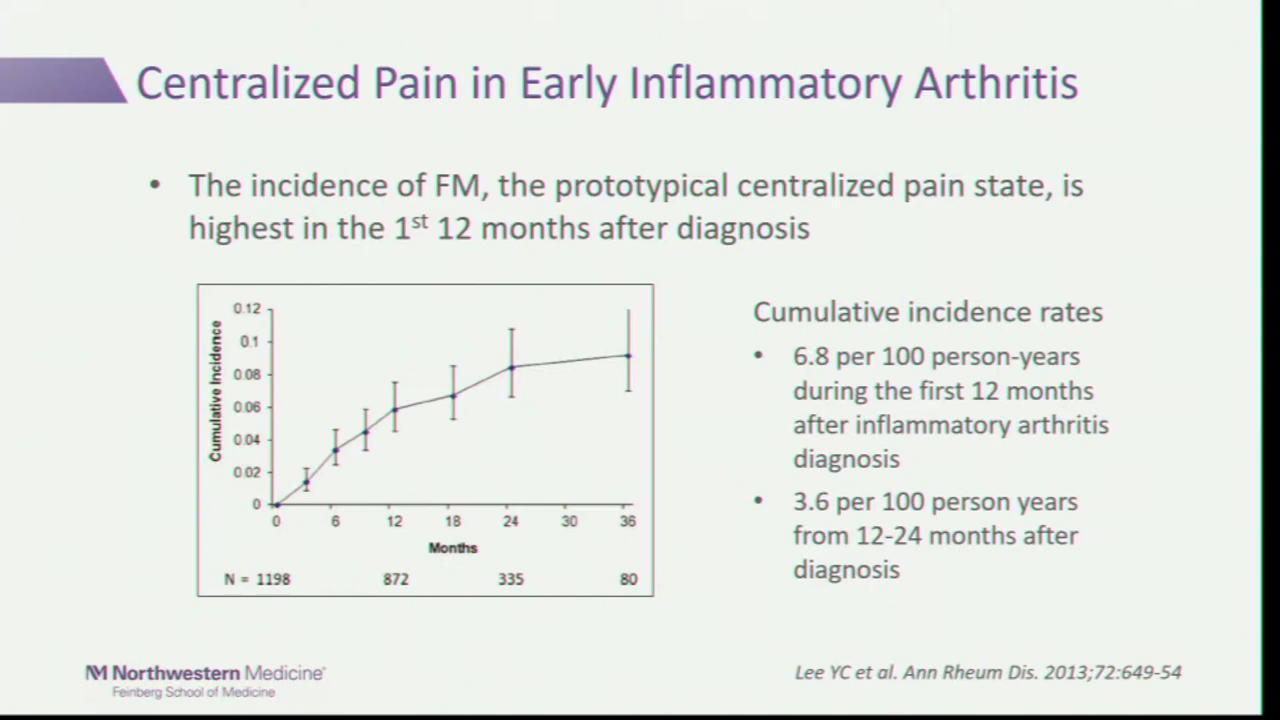 Centralized Pain in Early Inflammatory Arthritis
• The incidence of FM, the prototypical centralized pain state, is
highest in the 1st 12 months after diagnosis
0.12
0.1
0.08
0.06
0.04
0.02
0
Cumulative Incidence
0 6 12 18 24 30 36
Months
N = 1198 872 335 80
Cumulative incidence rates
• 6.8 per 100 person-years
during the first 12 months
after inflammatory arthritis
diagnosis
• 3.6 per 100 person years
from 12-24 months after
diagnosis
NM Northwestern Medicine®
Feinberg School of Medicine
Lee YC et al. Ann Rheum Dis. 2013;72:649-54